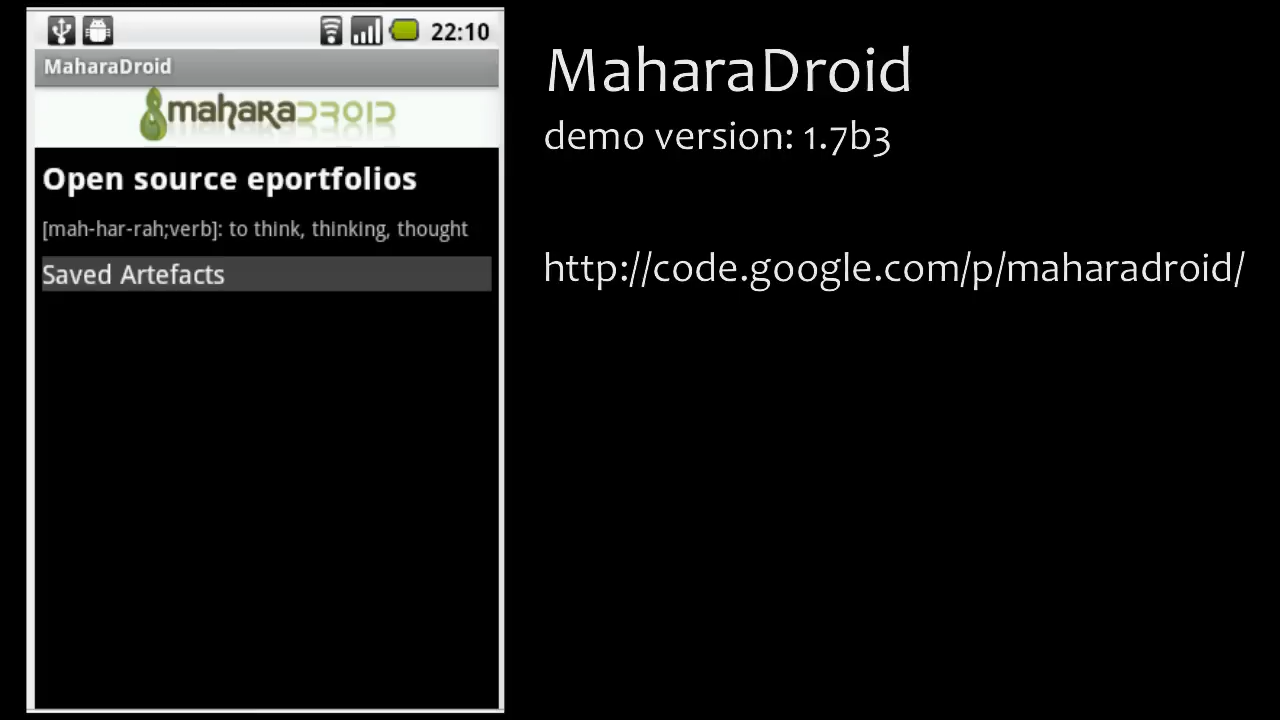 22:10
MaharaDroid
mahara DROID
Open source eportfolios
[mah-har-rah;verb]: to think, thinking, thought
Saved Artefacts
MaharaDroid
demo version: 1.7b3
http://code.google.com/p/maharadroid/